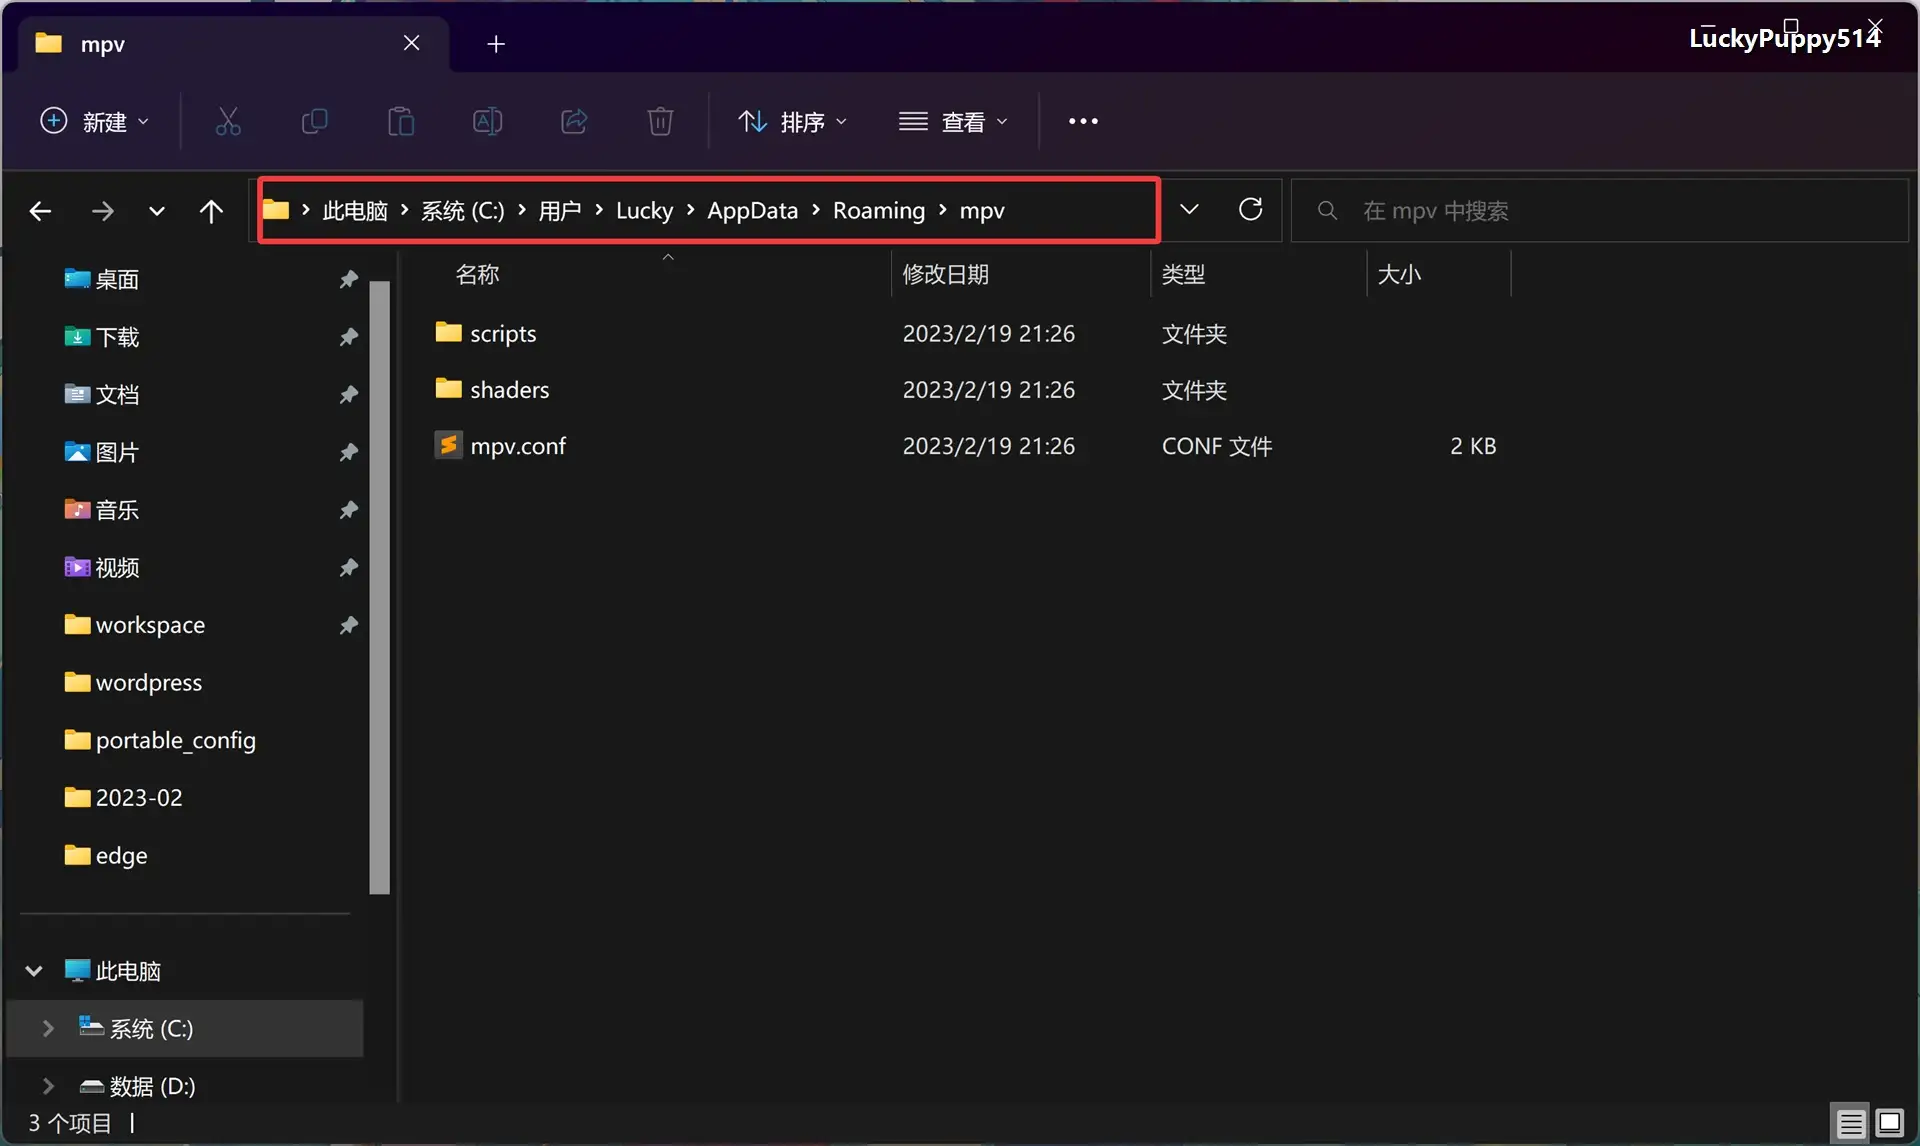 mpv
LuckyPuppy514
新建
排序
查看
此电脑 系统 (C:) 用户 Lucky AppData Roaming mpv
在 mpv 中搜索
名称 修改日期 类型 大小
scripts 2023/2/19 21:26 文件夹
shaders 2023/2/19 21:26 文件夹
mpv.conf 2023/2/19 21:26 CONF 文件 2 KB
桌面
下载
文档
图片
音乐
视频
workspace
wordpress
portable_config
2023-02
edge
此电脑
系统 (C:)
数据 (D:)
3 个项目